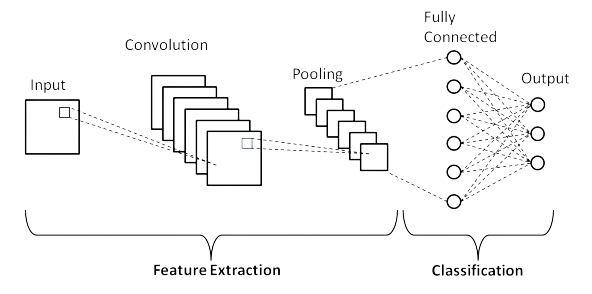 Fully
Connected
Convolution
Pooling
Output
Input
Feature Extraction
Classification